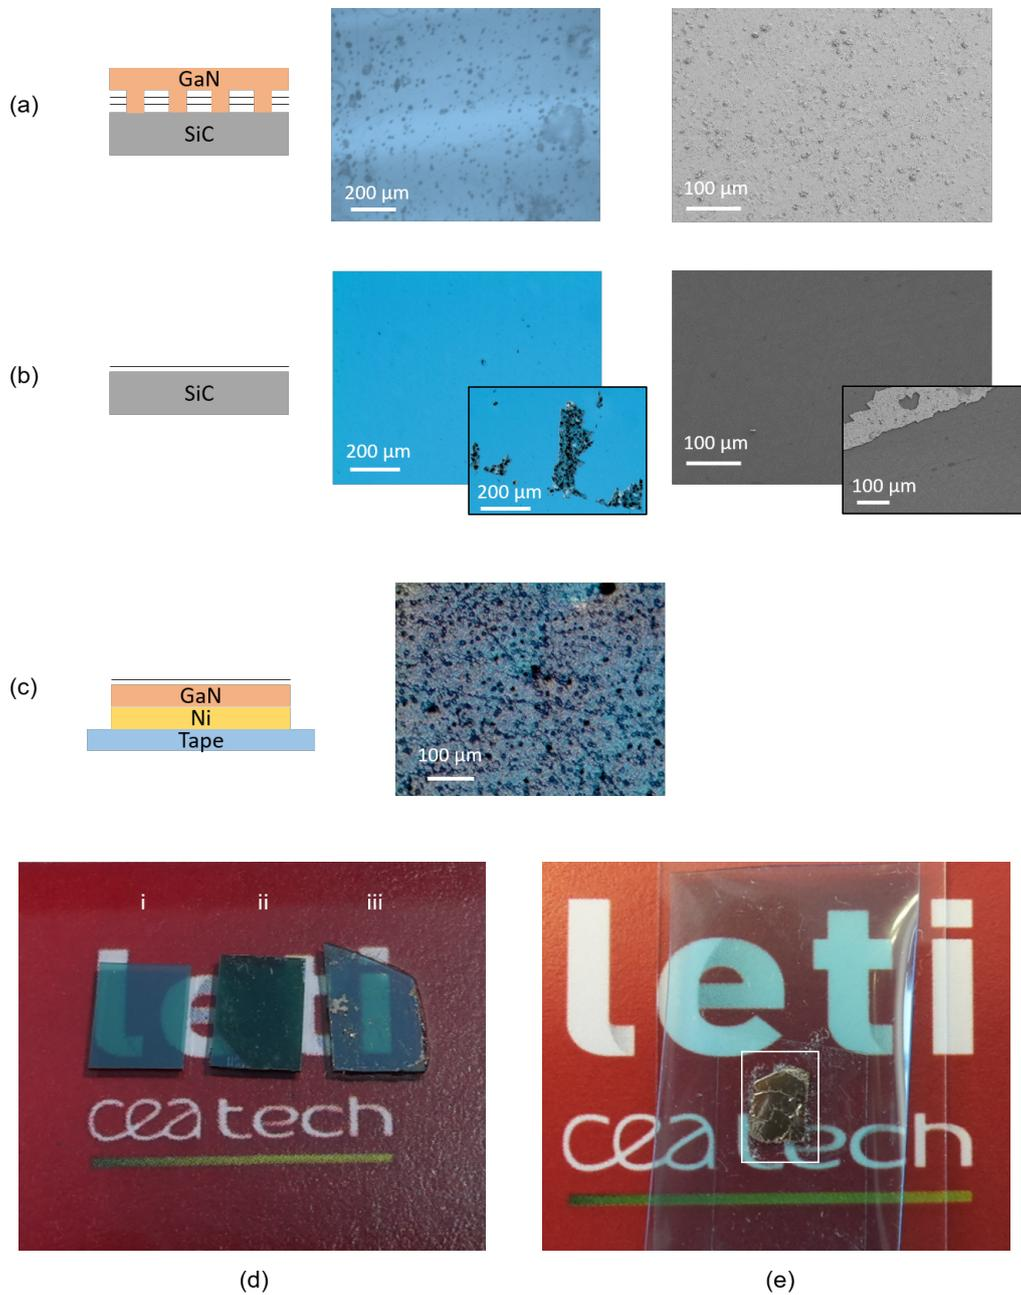 (a)
GaN
SiC
200 µm
100 µm
(b)
SiC
200 µm
200 µm
100 µm
100 µm
(c)
GaN
Ni
Tape
100 µm
i
ii
iii
leti
cea tech
leti
cea tech
(d)
(e)